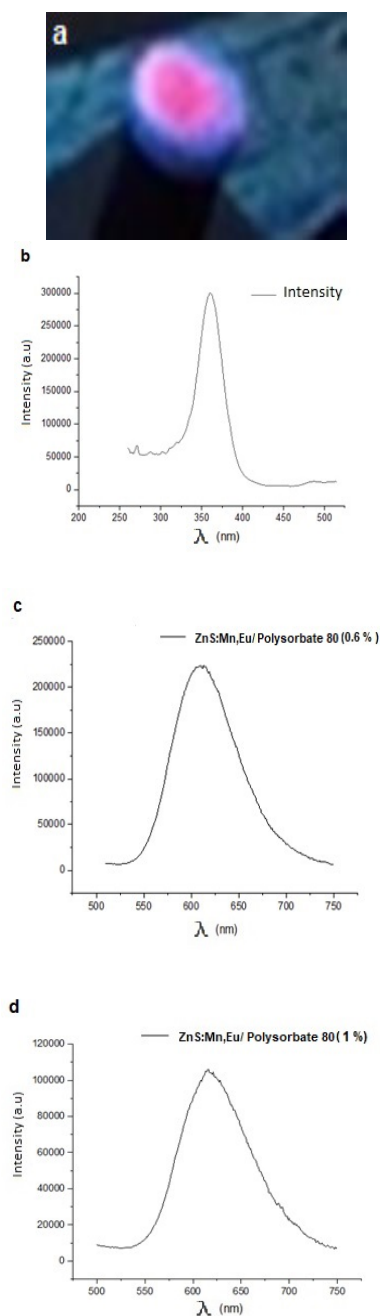 a
b
Intensity
Intensity (a.u)
300000
250000
200000
150000
100000
50000
0
200 250 300 350 400 450 500
λ (nm)
c
ZnS:Mn,Eu/ Polysorbate 80 (0.6 %)
Intensity (a.u)
250000
200000
150000
100000
50000
0
500 550 600 650 700 750
λ (nm)
d
ZnS:Mn,Eu/ Polysorbate 80 ( 1 %)
Intensity (a.u)
120000
100000
80000
60000
40000
20000
0
500 550 600 650 700 750
λ (nm)